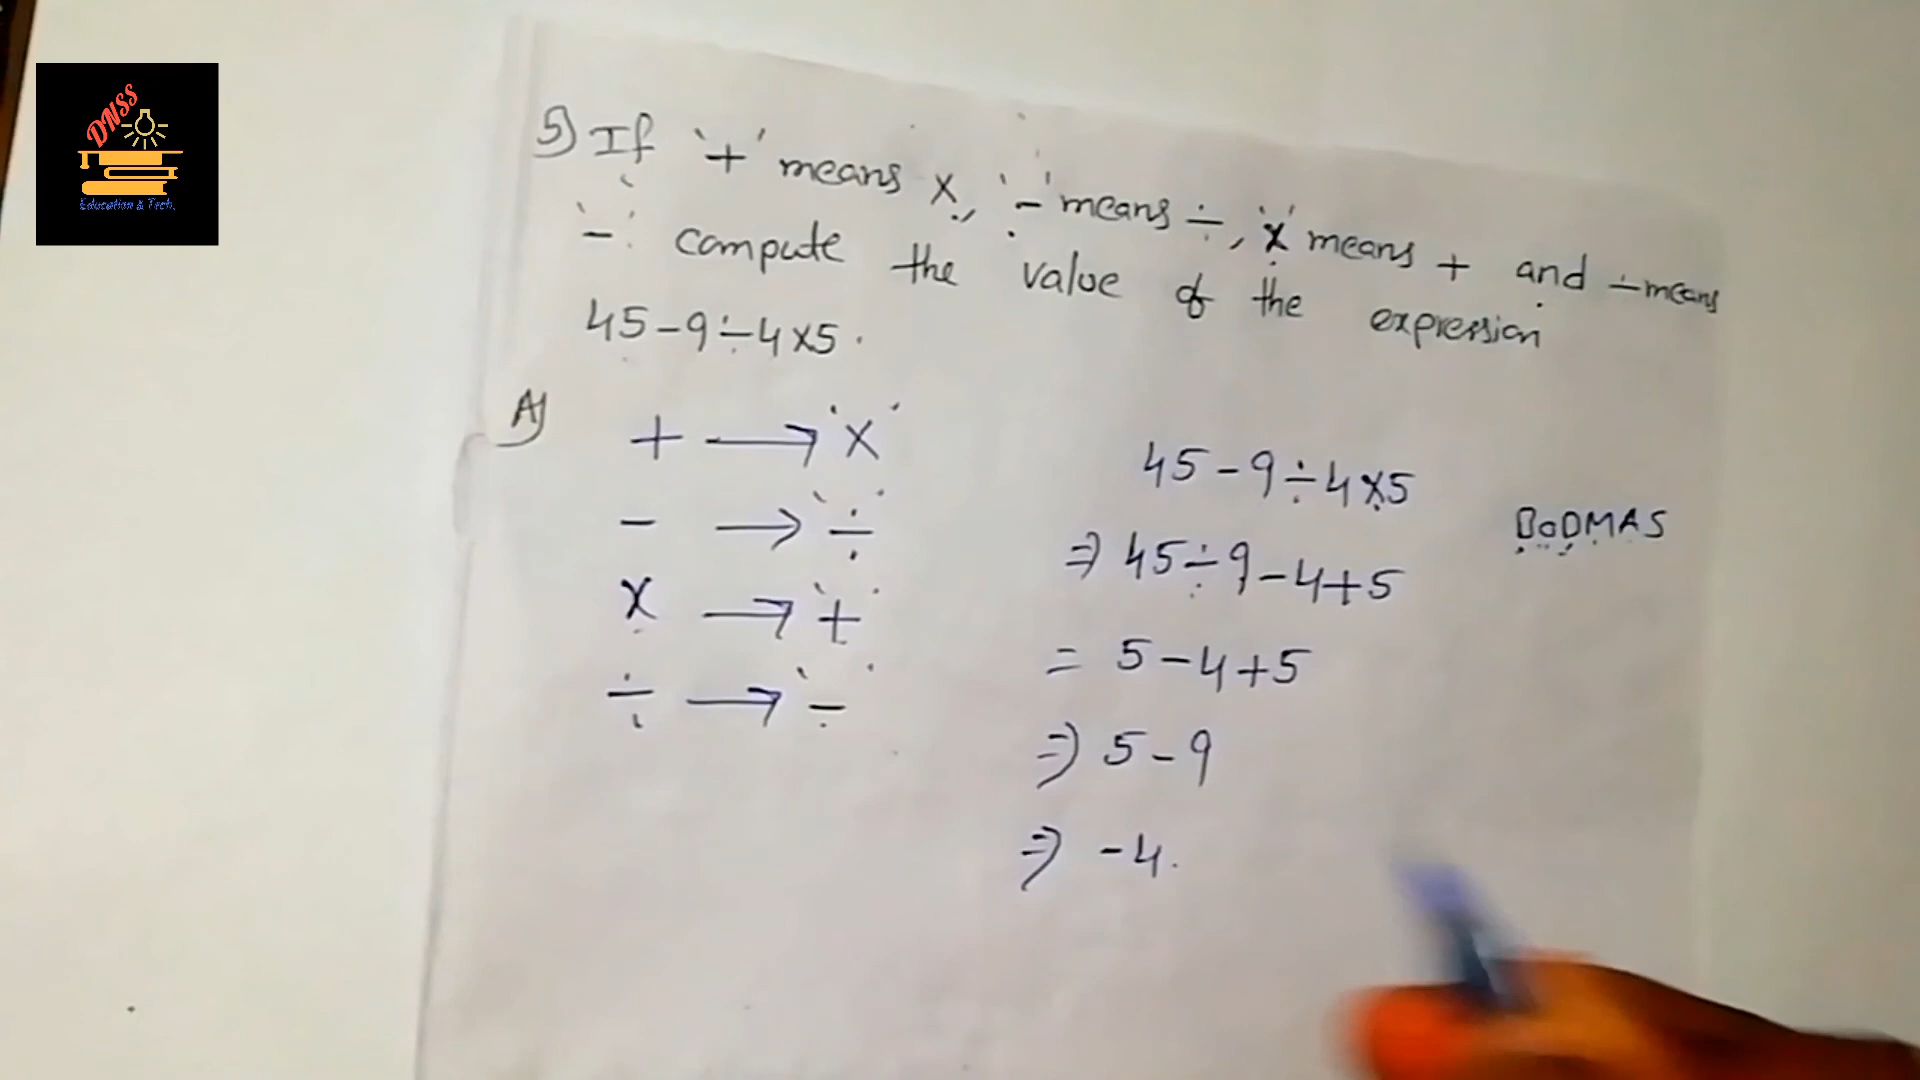 DNSS
Education & Tech.
5) If '+' means x, '-' means ÷, 'x' means + and ÷ means
'-' compute the value of the expression
45-9÷4x5.
A)
+ → 'x'
- → '÷'
x → '+'
÷ → '-'
45-9÷4x5
⇒ 45÷9-4+5
= 5-4+5
⇒ 5-9
⇒ -4.
BODMAS